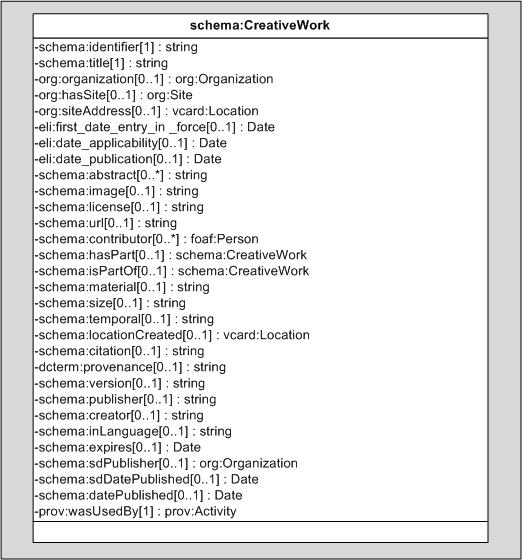 schema:CreativeWork
-schema:identifier[1] : string
-schema:title[1] : string
-org:organization[0..1] : org:Organization
-org:hasSite[0..1] : org:Site
-org:siteAddress[0..1] : vcard:Location
-eli:first_date_entry_in _force[0..1] : Date
-eli:date_applicability[0..1] : Date
-eli:date_publication[0..1] : Date
-schema:abstract[0..*] : string
-schema:image[0..1] : string
-schema:license[0..1] : string
-schema:url[0..1] : string
-schema:contributor[0..*] : foaf:Person
-schema:hasPart[0..1] : schema:CreativeWork
-schema:isPartOf[0..1] : schema:CreativeWork
-schema:material[0..1] : string
-schema:size[0..1] : string
-schema:temporal[0..1] : string
-schema:locationCreated[0..1] : vcard:Location
-schema:citation[0..1] : string
-dcterm:provenance[0..1] : string
-schema:version[0..1] : string
-schema:publisher[0..1] : string
-schema:creator[0..1] : string
-schema:inLanguage[0..1] : string
-schema:expires[0..1] : Date
-schema:sdPublisher[0..1] : org:Organization
-schema:sdDatePublished[0..1] : Date
-schema:datePublished[0..1] : Date
-prov:wasUsedBy[1] : prov:Activity